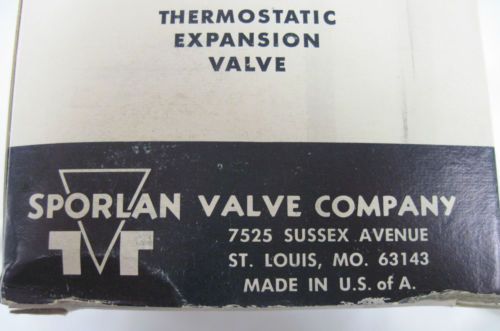 THERMOSTATIC
EXPANSION
VALVE
SPORLAN VALVE COMPANY
7525 SUSSEX AVENUE
ST. LOUIS, MO. 63143
MADE IN U.S. of A.